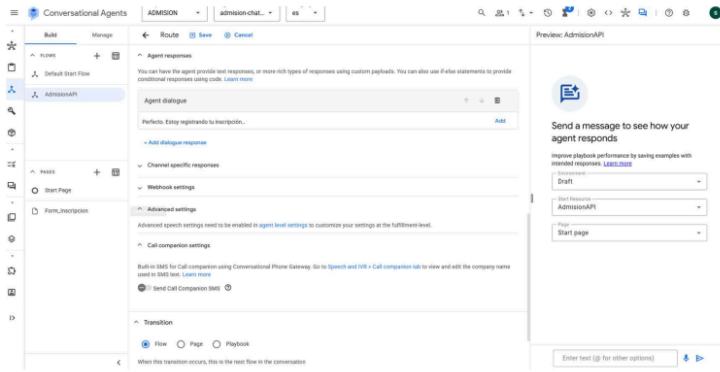 Conversational Agents
ADMISION
admision-chat...
es
Build
Manage
Route
Save
Cancel
Preview: AdmisionAPI
FLOWS
Default Start Flow
AdmisionAPI
PAGES
Start Page
Form_Inscripcion
Agent responses
You can have the agent provide text responses, or more rich types of responses using custom payloads. You can also use if-else statements to provide
conditional responses using code. Learn more
Agent dialogue
Perfecto. Estoy registrando tu inscripción..
Add
+ Add dialogue response
Channel specific responses
Webhook settings
Advanced settings
Advanced speech settings need to be enabled in agent level settings to customize your settings at the fulfillment-level.
Call companion settings
Built-in SMS for Call companion using Conversational Phone Gateway. Go to Speech and IVR > Call companion tab to view and edit the company name
used in SMS text. Learn more
Send Call Companion SMS
Transition
Flow
Page
Playbook
When this transition occurs, this is the next flow in the conversation
Send a message to see how your
agent responds
Improve playbook performance by saving examples with
intended responses. Learn more
Environment
Draft
Start Resource
AdmisionAPI
Page
Start page
Enter text (@ for other options)